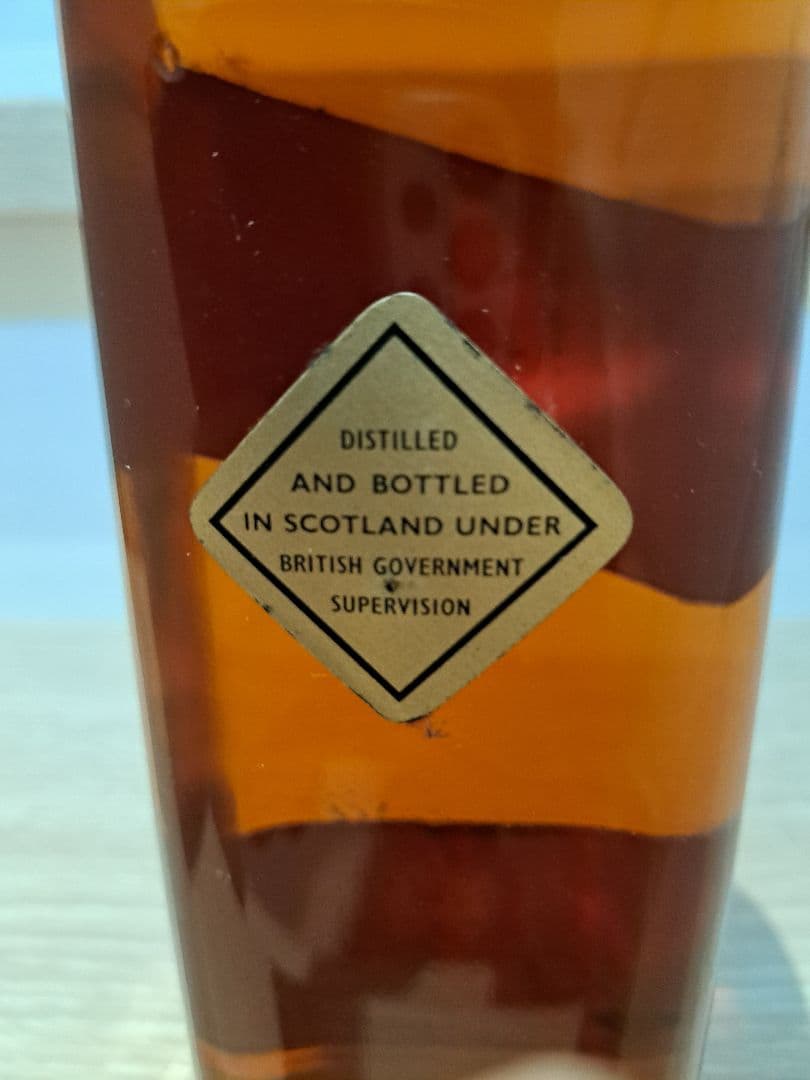 DISTILLED
AND BOTTLED
IN SCOTLAND UNDER
BRITISH GOVERNMENT
SUPERVISION